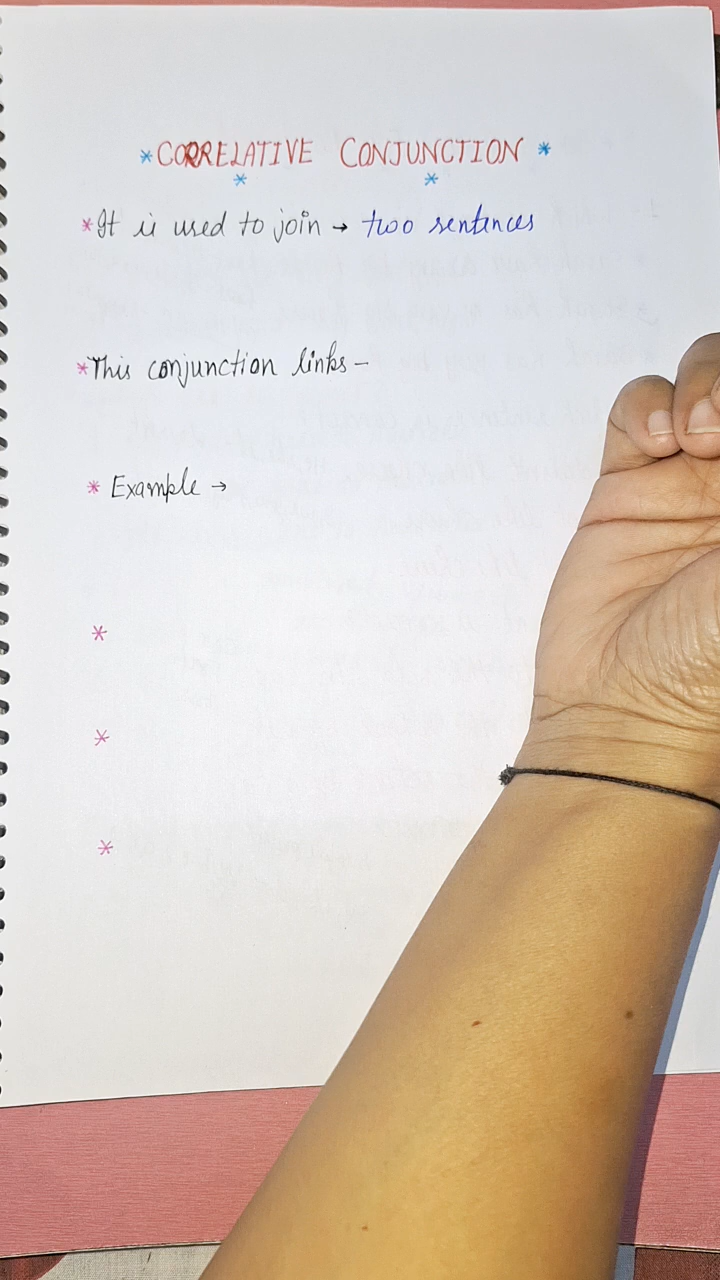 *CORRELATIVE CONJUNCTION*
* *
*It is used to join → two sentences
*This conjunction links -
* Example →
*
*
*